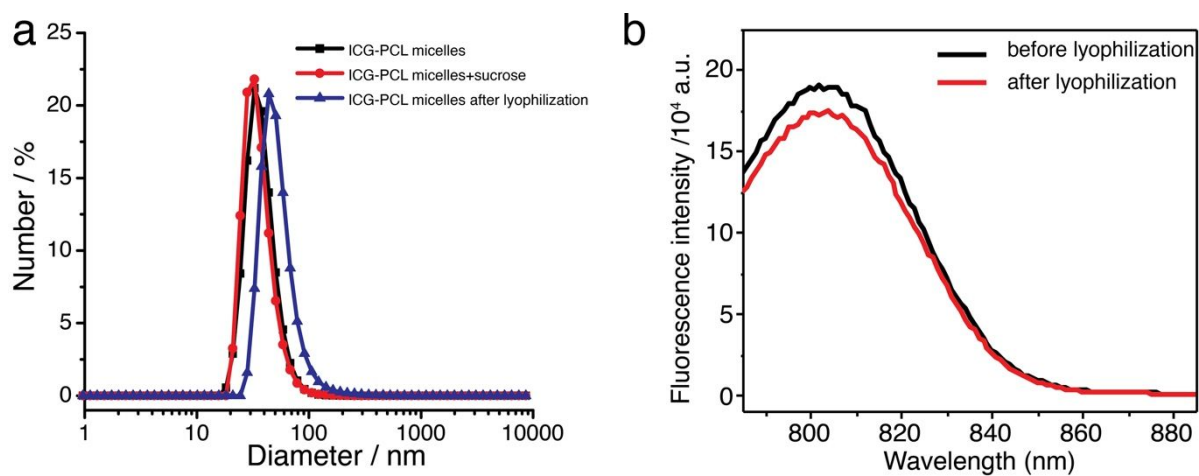 a
25
20
15
10
5
0
Number / %
ICG-PCL micelles
ICG-PCL micelles+sucrose
ICG-PCL micelles after lyophilization
1 10 100 1000 10000
Diameter / nm
b
20
15
10
5
0
Fluorescence intensity /10⁴ a.u.
before lyophilization
after lyophilization
800 820 840 860 880
Wavelength (nm)